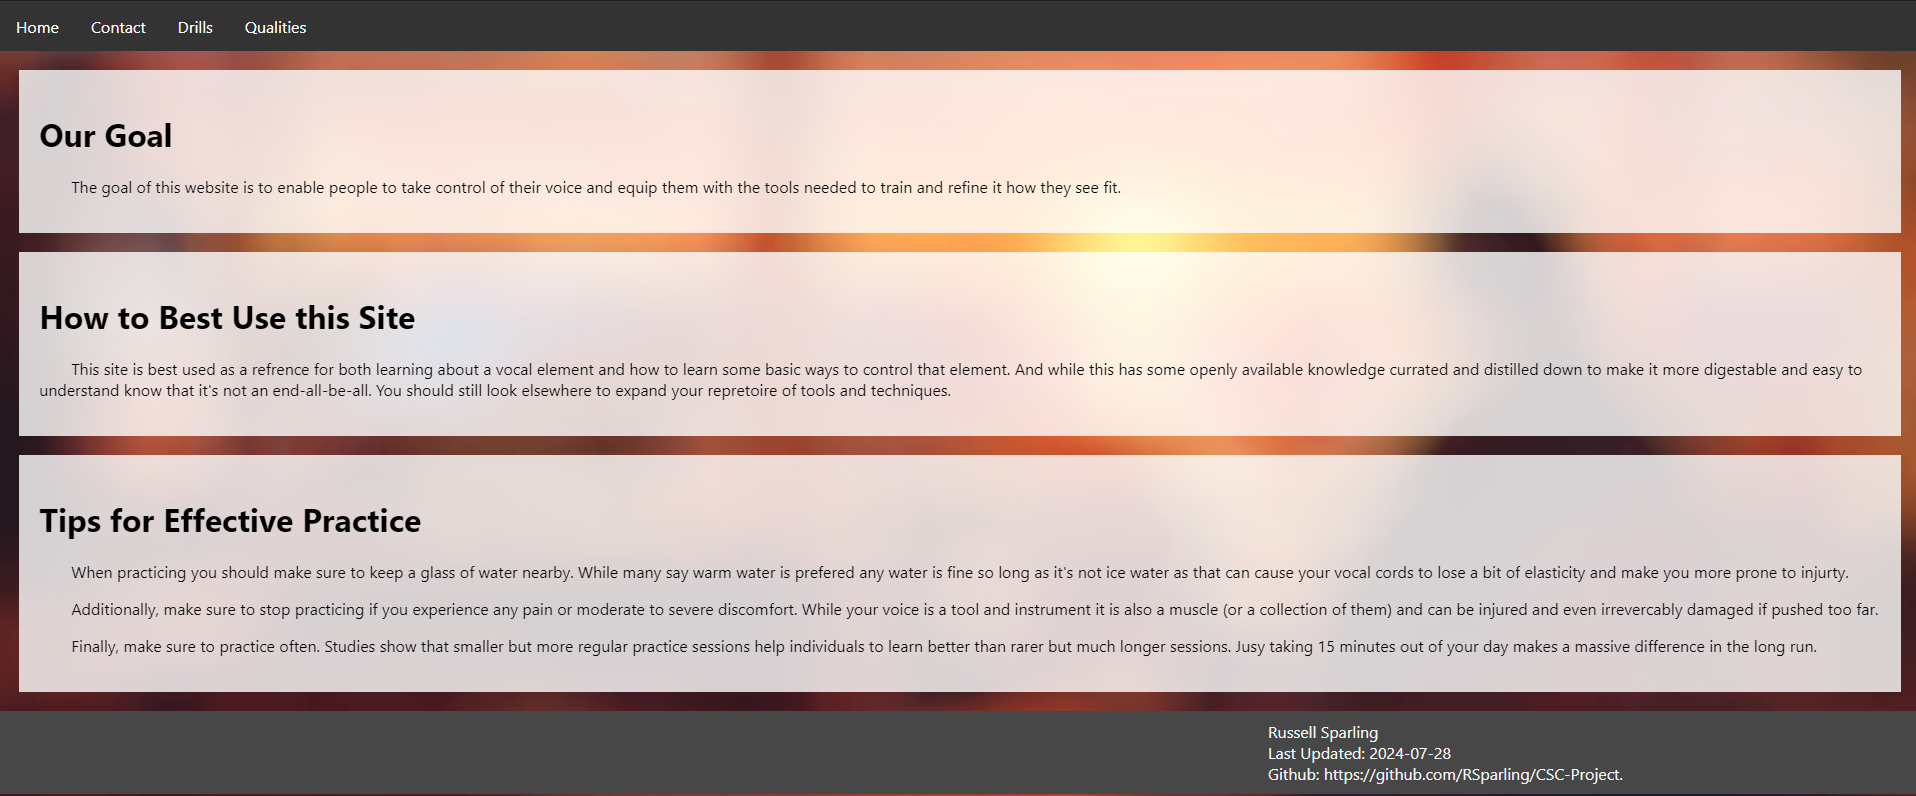 Home Contact Drills Qualities
Our Goal
The goal of this website is to enable people to take control of their voice and equip them with the tools needed to train and refine it how they see fit.
How to Best Use this Site
This site is best used as a refrence for both learning about a vocal element and how to learn some basic ways to control that element. And while this has some openly available knowledge currated and distilled down to make it more digestable and easy to
understand know that it's not an end-all-be-all. You should still look elsewhere to expand your repretoire of tools and techniques.
Tips for Effective Practice
When practicing you should make sure to keep a glass of water nearby. While many say warm water is prefered any water is fine so long as it's not ice water as that can cause your vocal cords to lose a bit of elasticity and make you more prone to injurty.
Additionally, make sure to stop practicing if you experience any pain or moderate to severe discomfort. While your voice is a tool and instrument it is also a muscle (or a collection of them) and can be injured and even irrevercably damaged if pushed too far.
Finally, make sure to practice often. Studies show that smaller but more regular practice sessions help individuals to learn better than rarer but much longer sessions. Jusy taking 15 minutes out of your day makes a massive difference in the long run.
Russell Sparling
Last Updated: 2024-07-28
Github: https://github.com/RSparling/CSC-Project.